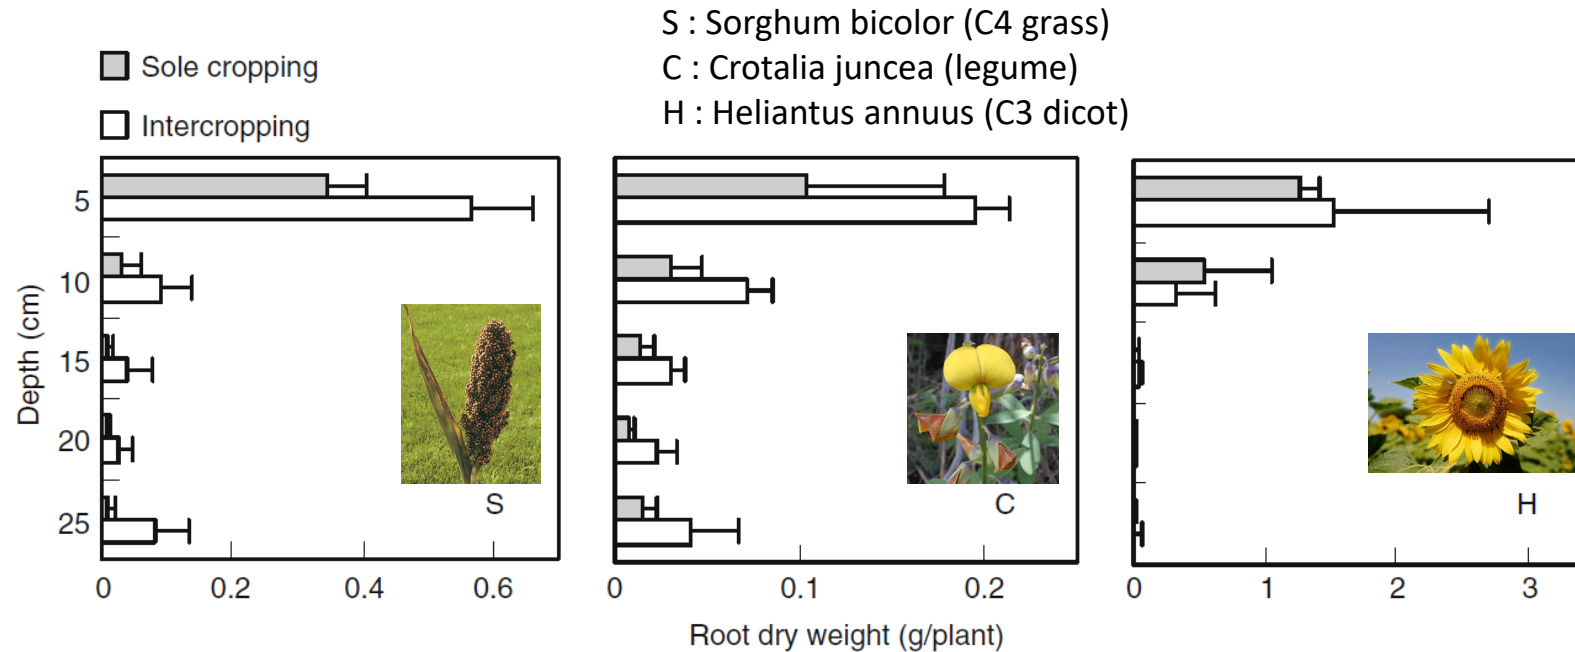 S : Sorghum bicolor (C4 grass)
C : Crotalia juncea (legume)
H : Heliantus annuus (C3 dicot)
Sole cropping
Intercropping
Depth (cm)
5
10
15
20
25
S
C
H
0 0.2 0.4 0.6
0 0.1 0.2
0 1 2 3
Root dry weight (g/plant)